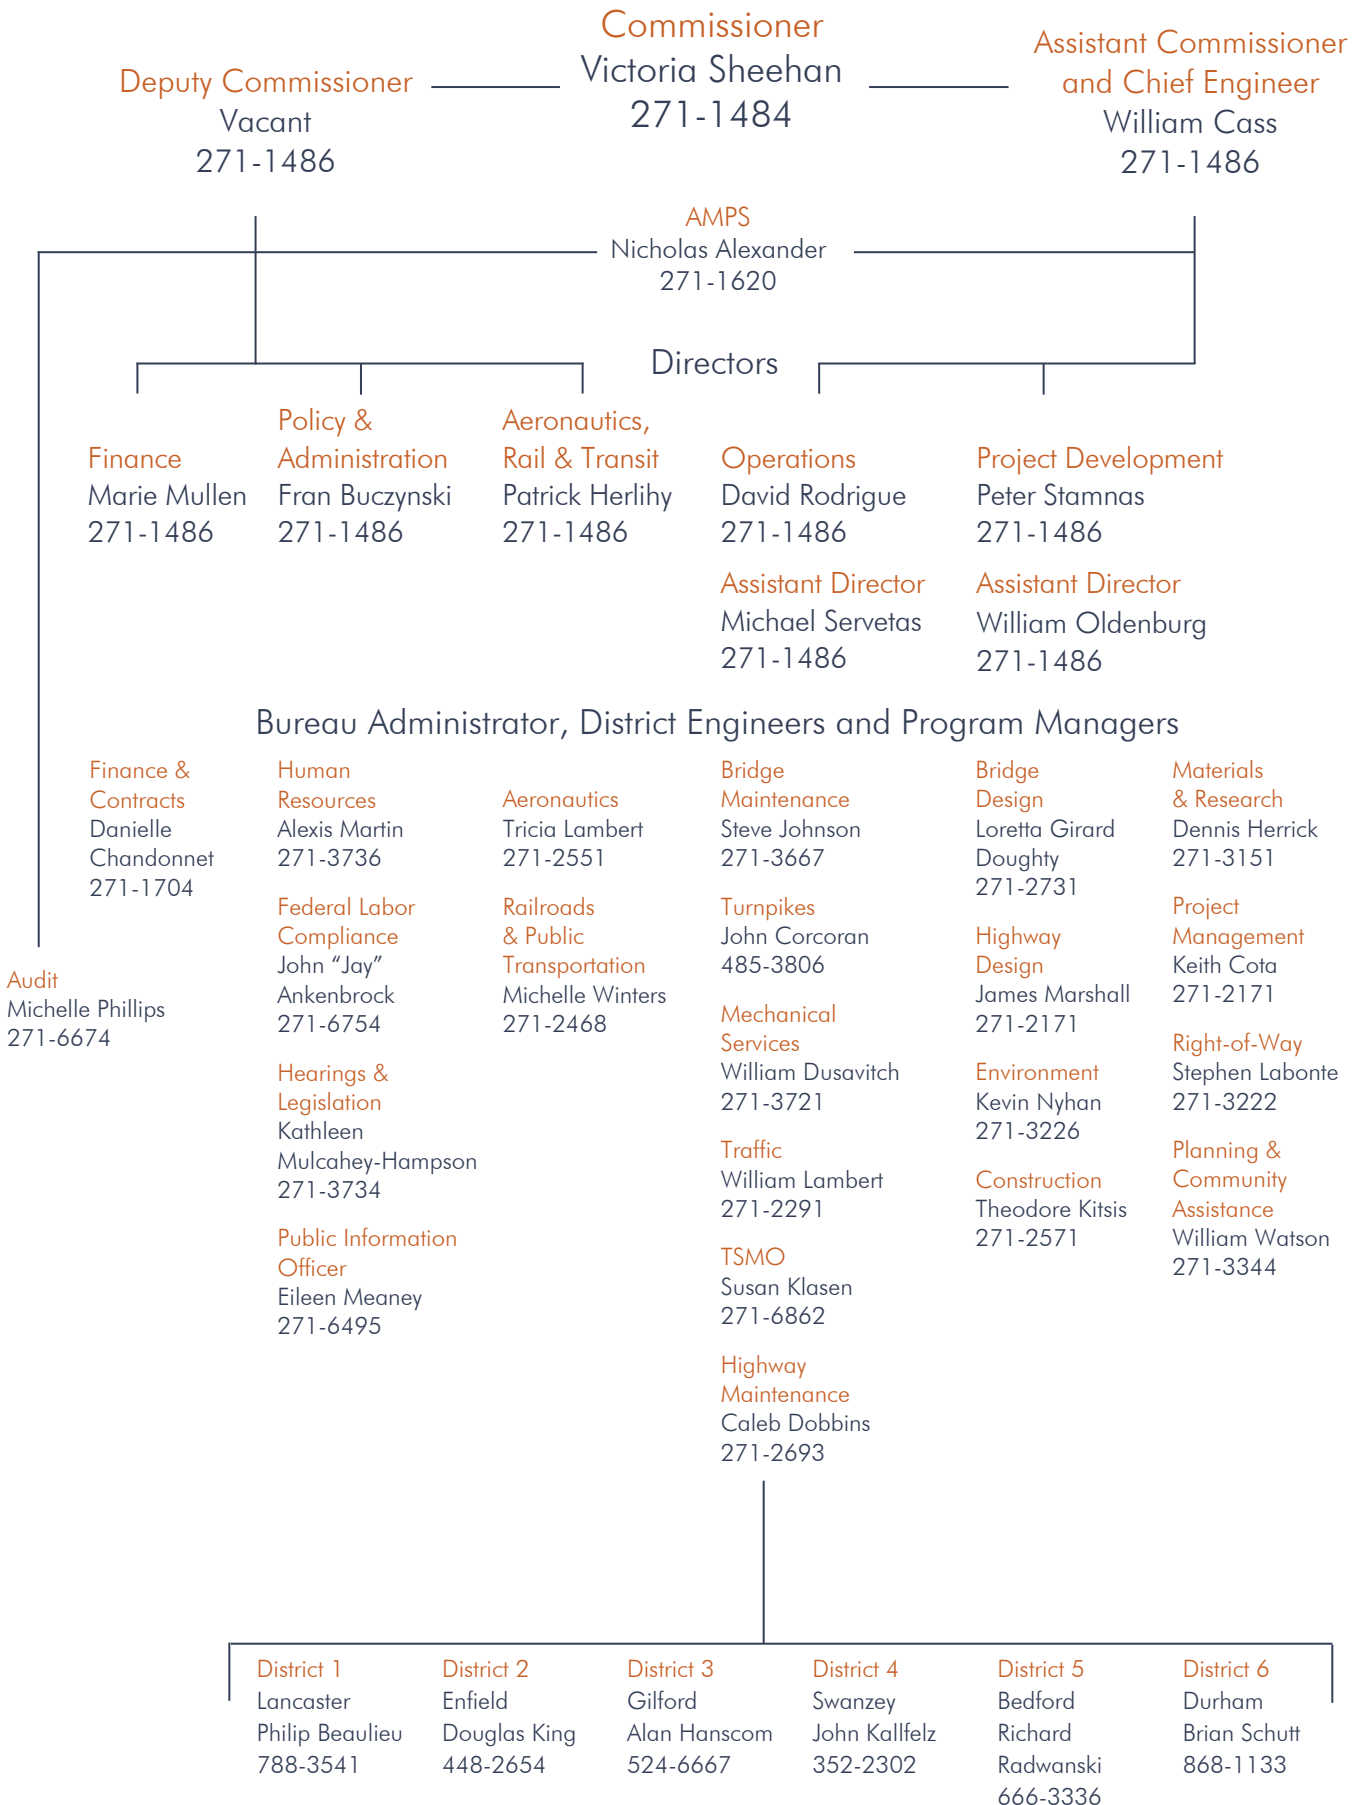 Commissioner
Victoria Sheehan
271-1484
Deputy Commissioner
Vacant
271-1486
Assistant Commissioner
and Chief Engineer
William Cass
271-1486
AMPS
Nicholas Alexander
271-1620
Directors
Finance
Marie Mullen
271-1486
Policy &
Administration
Fran Buczynski
271-1486
Aeronautics,
Rail & Transit
Patrick Herlihy
271-1486
Operations
David Rodrigue
271-1486
Assistant Director
Michael Servetas
271-1486
Project Development
Peter Stamnas
271-1486
Assistant Director
William Oldenburg
271-1486
Bureau Administrator, District Engineers and Program Managers
Finance &
Contracts
Danielle
Chandonnet
271-1704
Audit
Michelle Phillips
271-6674
Human
Resources
Alexis Martin
271-3736
Federal Labor
Compliance
John “Jay”
Ankenbrock
271-6754
Hearings &
Legislation
Kathleen
Mulcahey-Hampson
271-3734
Public Information
Officer
Eileen Meaney
271-6495
Aeronautics
Tricia Lambert
271-2551
Railroads
& Public
Transportation
Michelle Winters
271-2468
Bridge
Maintenance
Steve Johnson
271-3667
Turnpikes
John Corcoran
485-3806
Mechanical
Services
William Dusavitch
271-3721
Traffic
William Lambert
271-2291
TSMO
Susan Klasen
271-6862
Highway
Maintenance
Caleb Dobbins
271-2693
Bridge
Design
Loretta Girard
Doughty
271-2731
Highway
Design
James Marshall
271-2171
Environment
Kevin Nyhan
271-3226
Construction
Theodore Kitsis
271-2571
Materials
& Research
Dennis Herrick
271-3151
Project
Management
Keith Cota
271-2171
Right-of-Way
Stephen Labonte
271-3222
Planning &
Community
Assistance
William Watson
271-3344
District 1
Lancaster
Philip Beaulieu
788-3541
District 2
Enfield
Douglas King
448-2654
District 3
Gilford
Alan Hanscom
524-6667
District 4
Swanzey
John Kallfelz
352-2302
District 5
Bedford
Richard
Radwanski
666-3336
District 6
Durham
Brian Schutt
868-1133